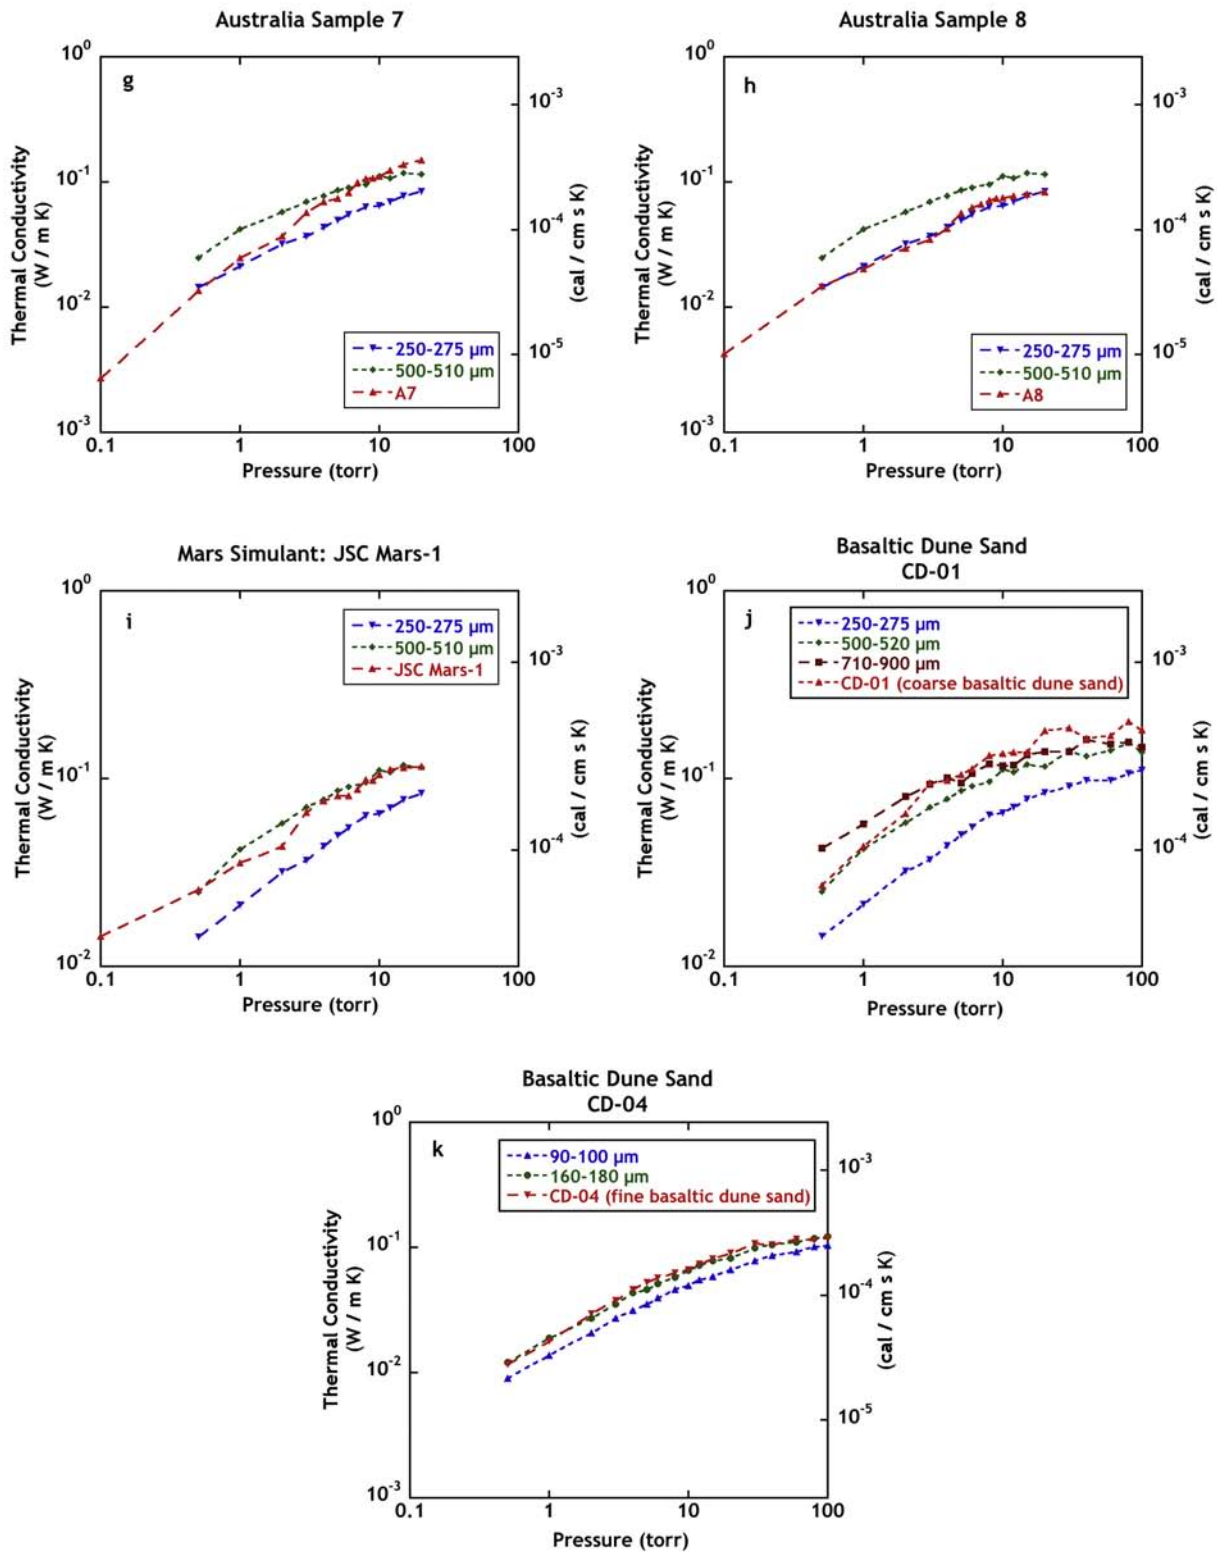 Australia Sample 7
g
10^0
10^-1
10^-2
10^-3
Thermal Conductivity
(W / m K)
10^-3
10^-4
10^-5
(cal / cm s K)
250-275 µm
500-510 µm
A7
0.1
1
10
100
Pressure (torr)
Australia Sample 8
h
10^0
10^-1
10^-2
10^-3
Thermal Conductivity
(W / m K)
10^-3
10^-4
10^-5
(cal / cm s K)
250-275 µm
500-510 µm
A8
0.1
1
10
100
Pressure (torr)
Mars Simulant: JSC Mars-1
i
10^0
10^-1
10^-2
Thermal Conductivity
(W / m K)
10^-3
10^-4
(cal / cm s K)
250-275 µm
500-510 µm
JSC Mars-1
0.1
1
10
100
Pressure (torr)
Basaltic Dune Sand
CD-01
j
10^0
10^-1
10^-2
Thermal Conductivity
(W / m K)
10^-3
10^-4
(cal / cm s K)
250-275 µm
500-520 µm
710-900 µm
CD-01 (coarse basaltic dune sand)
0.1
1
10
100
Pressure (torr)
Basaltic Dune Sand
CD-04
k
10^0
10^-1
10^-2
10^-3
Thermal Conductivity
(W / m K)
10^-3
10^-4
10^-5
(cal / cm s K)
90-100 µm
160-180 µm
CD-04 (fine basaltic dune sand)
0.1
1
10
100
Pressure (torr)